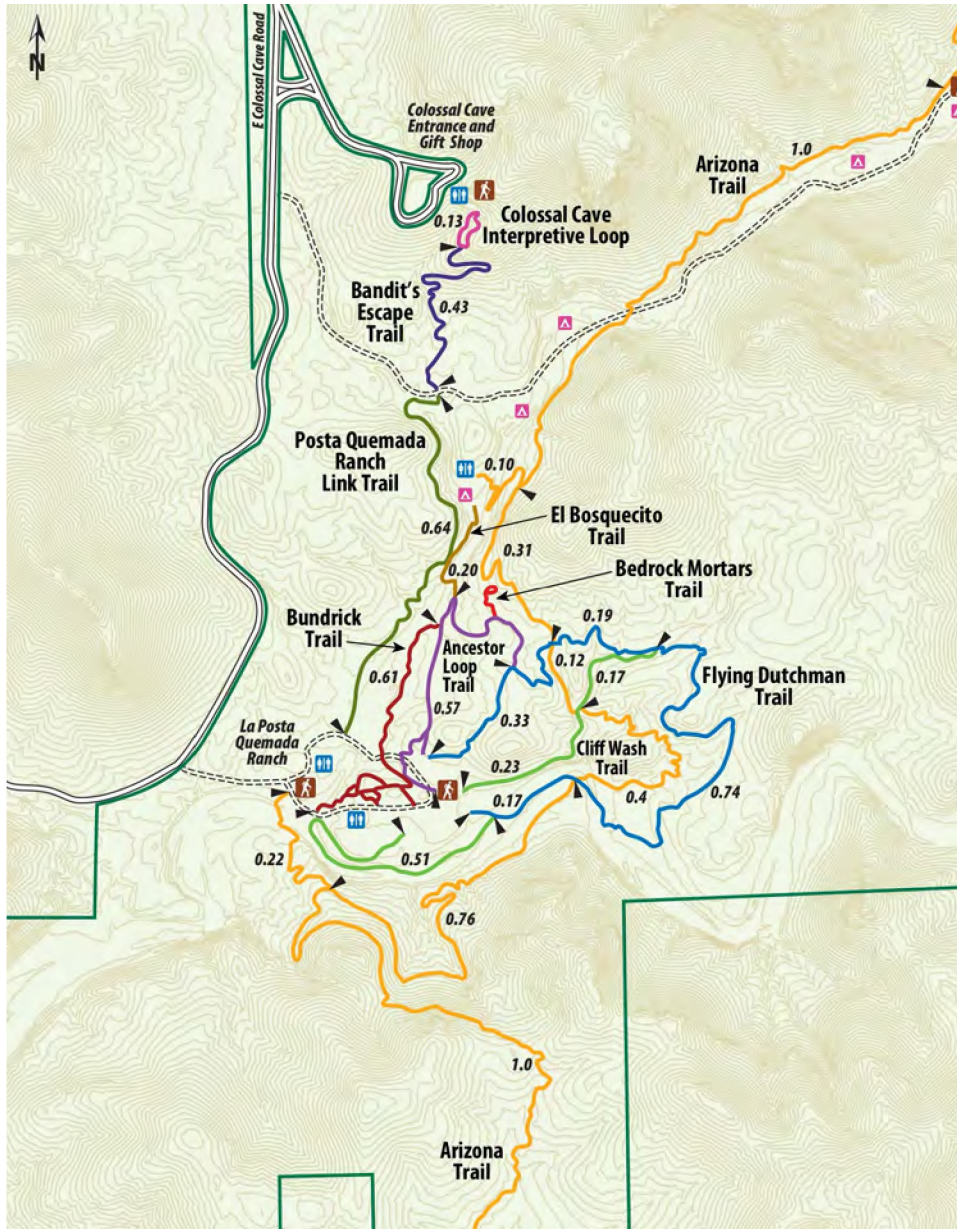 N
E Colossal Cave Road
Colossal Cave
Entrance and
Gift Shop
1.0
Arizona
Trail
0.13
Colossal Cave
Interpretive Loop
Bandit's
Escape
Trail
0.43
Posta Quemada
Ranch
Link Trail
0.10
0.64
El Bosquecito
Trail
0.31
0.20
Bedrock Mortars
Trail
Bundrick
Trail
0.19
Ancestor
Loop
Trail
0.12
0.17
Flying Dutchman
Trail
0.61
0.57
0.33
La Posta
Quemada
Ranch
Cliff Wash
Trail
0.23
0.4
0.74
0.17
0.22
0.51
0.76
1.0
Arizona
Trail